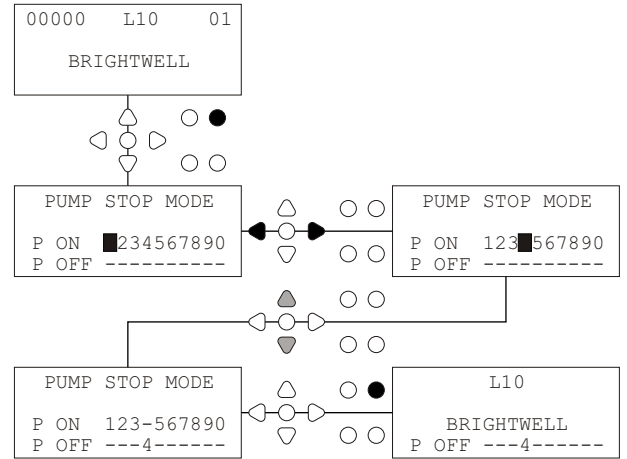 00000 L10 01
BRIGHTWELL
PUMP STOP MODE
P ON █234567890
P OFF ----------
PUMP STOP MODE
P ON 123█567890
P OFF ----------
PUMP STOP MODE
P ON 123-567890
P OFF ---4------
L10
BRIGHTWELL
P OFF ---4------